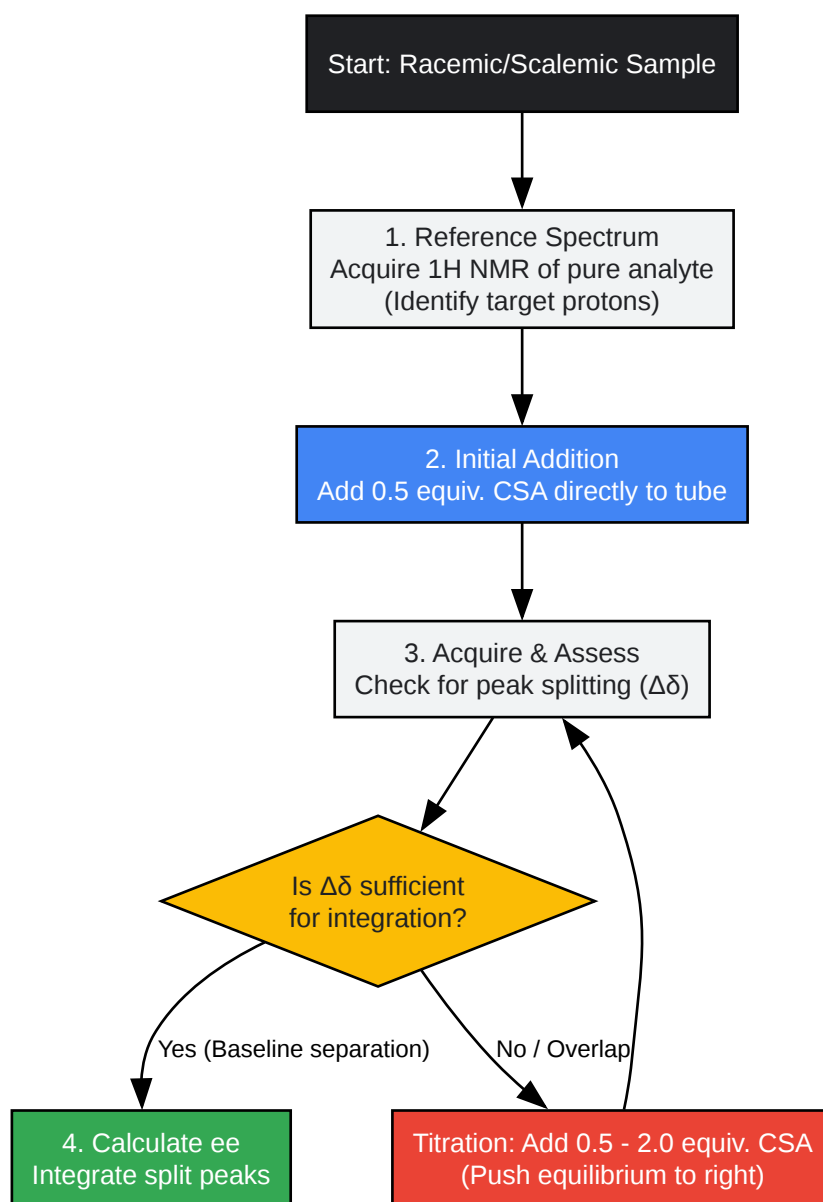 Start: Racemic/Scalemic Sample
1. Reference Spectrum
Acquire 1H NMR of pure analyte
(Identify target protons)
2. Initial Addition
Add 0.5 equiv. CSA directly to tube
3. Acquire & Assess
Check for peak splitting (Δδ)
Is Δδ sufficient
for integration?
Yes (Baseline separation)
No / Overlap
4. Calculate ee
Integrate split peaks
Titration: Add 0.5 - 2.0 equiv. CSA
(Push equilibrium to right)